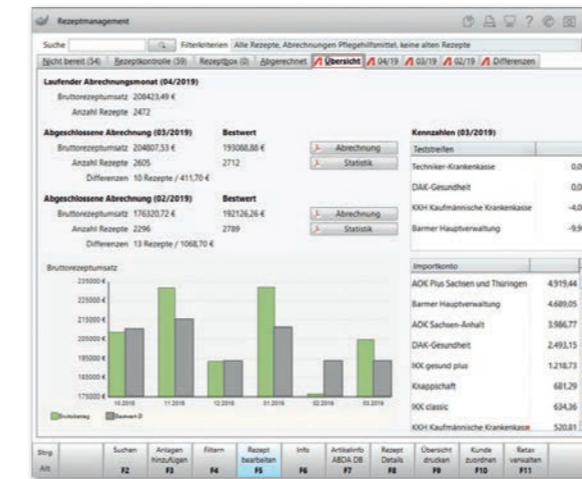 Rezeptmanagement
Suche Filterkriterien Alle Rezepte, Abrechnungen Pflegehilfsmittel, keine alten Rezepte
Nicht bereit (54) Rezeptkontrolle (59) Rezeptbox (0) Abgerechnet Übersicht 04/19 03/19 02/19 Differenzen
Laufender Abrechnungsmonat (04/2019)
Bruttorezeptumsatz 208423,49 €
Anzahl Rezepte 2472
Abgeschlossene Abrechnung (03/2019) Bestwert
Bruttorezeptumsatz 204807,53 € 193088,88 € Abrechnung
Anzahl Rezepte 2605 2712 Statistik
Differenzen 10 Rezepte / 411,70 €
Abgeschlossene Abrechnung (02/2019) Bestwert
Bruttorezeptumsatz 176320,72 € 192126,26 € Abrechnung
Anzahl Rezepte 2296 2789 Statistik
Differenzen 13 Rezepte / 1068,70 €
Kennzahlen (03/2019)
Teststreifen
Techniker-Krankenkasse 0,0
DAK-Gesundheit 0,0
KKH Kaufmännische Krankenkasse -4,0
Barmer Hauptverwaltung
Importkonto
AOK Plus Sachsen und Thüringen 4.919,44
Barmer Hauptverwaltung 4.689,05
AOK Sachsen-Anhalt 3.986,77
DAK-Gesundheit 2.493,15
IKK gesund plus 1.218,73
Knappschaft 681,29
IKK classic 634,36
KKH Kaufmännische Krankenkasse 520,81
Bruttorezeptumsatz
235000 €
225000 €
215000 €
205000 €
195000 €
185000 €
175000 €
10.2018 11.2018 12.2018 01.2019 02.2019 03.2019
Bruttobetrag Bestwert D
Strg
Alt
Suchen F2
Anlagen hinzufügen F3
Filtern F4
Rezept bearbeiten F5
Info F6
Artikelinfo ABDA DB F7
Rezept Details F8
Übersicht drucken F9
Kunde zuordnen F10
Retax verwalten F11